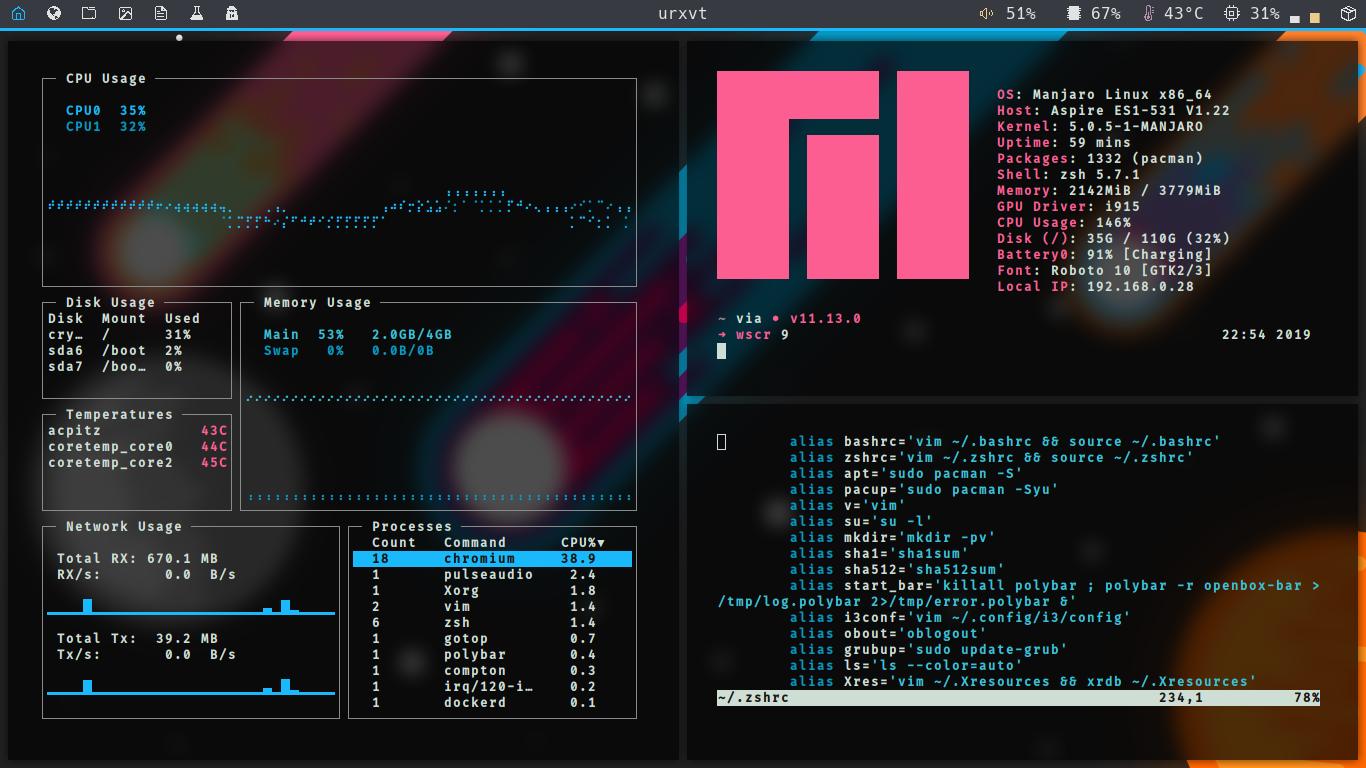 urxvt
51% 67% 43°C 31%
CPU Usage
CPU0 35%
CPU1 32%
Disk Usage
Disk Mount Used
cry… / 31%
sda6 /boot 2%
sda7 /boo… 0%
Memory Usage
Main 53% 2.0GB/4GB
Swap 0% 0.0B/0B
Temperatures
acpitz 43C
coretemp_core0 44C
coretemp_core2 45C
Network Usage
Total RX: 670.1 MB
RX/s: 0.0 B/s
Total Tx: 39.2 MB
Tx/s: 0.0 B/s
Processes
Count Command CPU%▼
18 chromium 38.9
1 pulseaudio 2.4
1 Xorg 1.8
2 vim 1.4
6 zsh 1.4
1 gotop 0.7
1 polybar 0.4
1 compton 0.3
1 irq/120-i… 0.2
1 dockerd 0.1
OS: Manjaro Linux x86_64
Host: Aspire ES1-531 V1.22
Kernel: 5.0.5-1-MANJARO
Uptime: 59 mins
Packages: 1332 (pacman)
Shell: zsh 5.7.1
Memory: 2142MiB / 3779MiB
GPU Driver: i915
CPU Usage: 146%
Disk (/): 35G / 110G (32%)
Battery0: 91% [Charging]
Font: Roboto 10 [GTK2/3]
Local IP: 192.168.0.28
~ via • v11.13.0
➜ wscr 9 22:54 2019
alias bashrc='vim ~/.bashrc && source ~/.bashrc'
alias zshrc='vim ~/.zshrc && source ~/.zshrc'
alias apt='sudo pacman -S'
alias pacup='sudo pacman -Syu'
alias v='vim'
alias su='su -l'
alias mkdir='mkdir -pv'
alias sha1='sha1sum'
alias sha512='sha512sum'
alias start_bar='killall polybar ; polybar -r openbox-bar >
/tmp/log.polybar 2>/tmp/error.polybar &'
alias i3conf='vim ~/.config/i3/config'
alias obout='oblogout'
alias grubup='sudo update-grub'
alias ls='ls --color=auto'
alias Xres='vim ~/.Xresources && xrdb ~/.Xresources'
~/.zshrc 234,1 78%